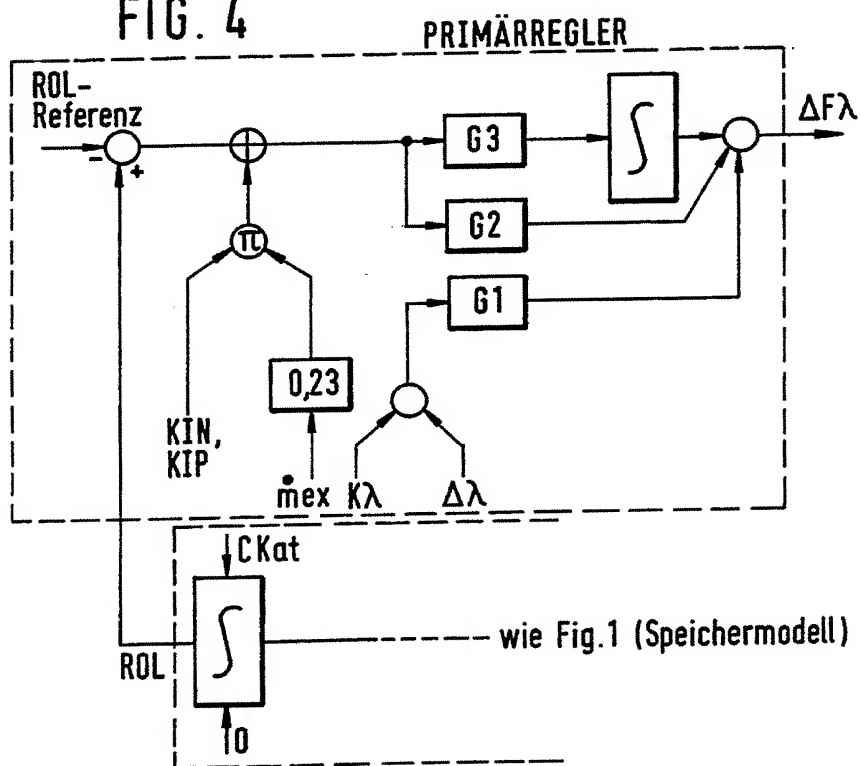 FIG. 4
PRIMÄRREGLER
ROL-
Referenz
-
+
π
G3
∫
ΔFλ
G2
G1
0,23
KIN,
KIP
ṁex
Kλ
Δλ
CKat
∫
ROL
0
wie Fig.1 (Speichermodell)